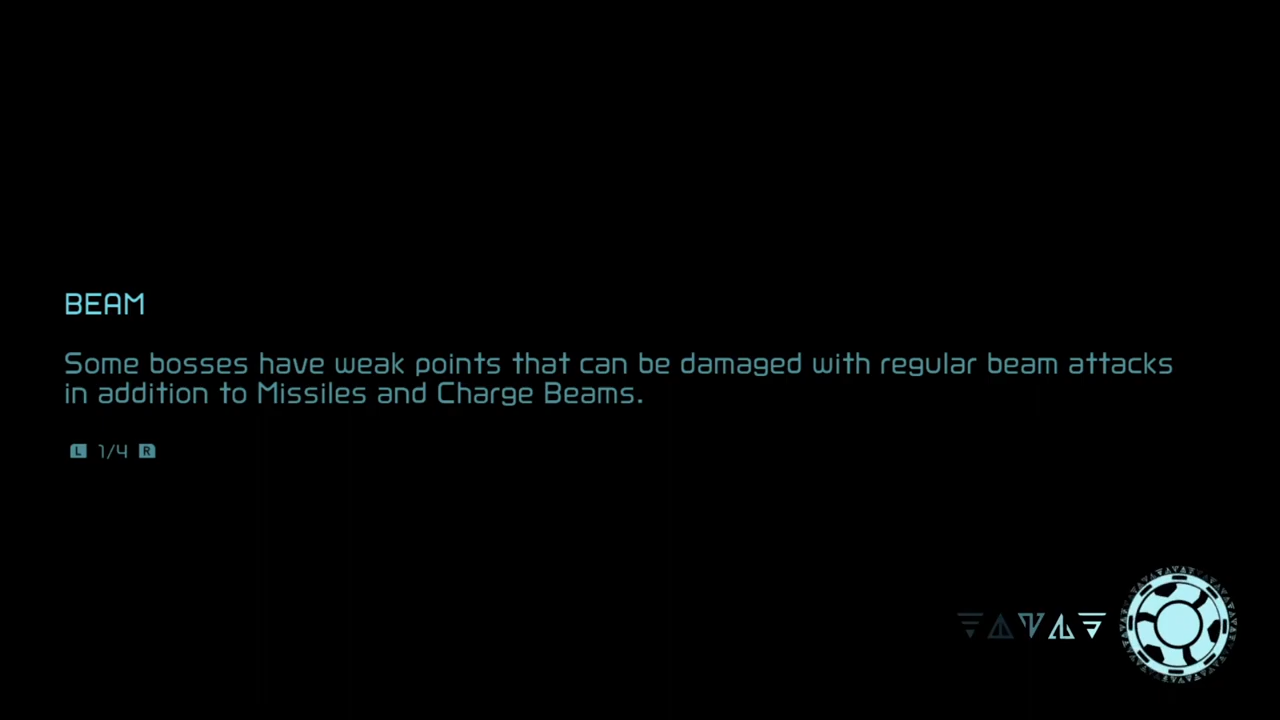 BEAM
Some bosses have weak points that can be damaged with regular beam attacks
in addition to Missiles and Charge Beams.
L 1/4 R